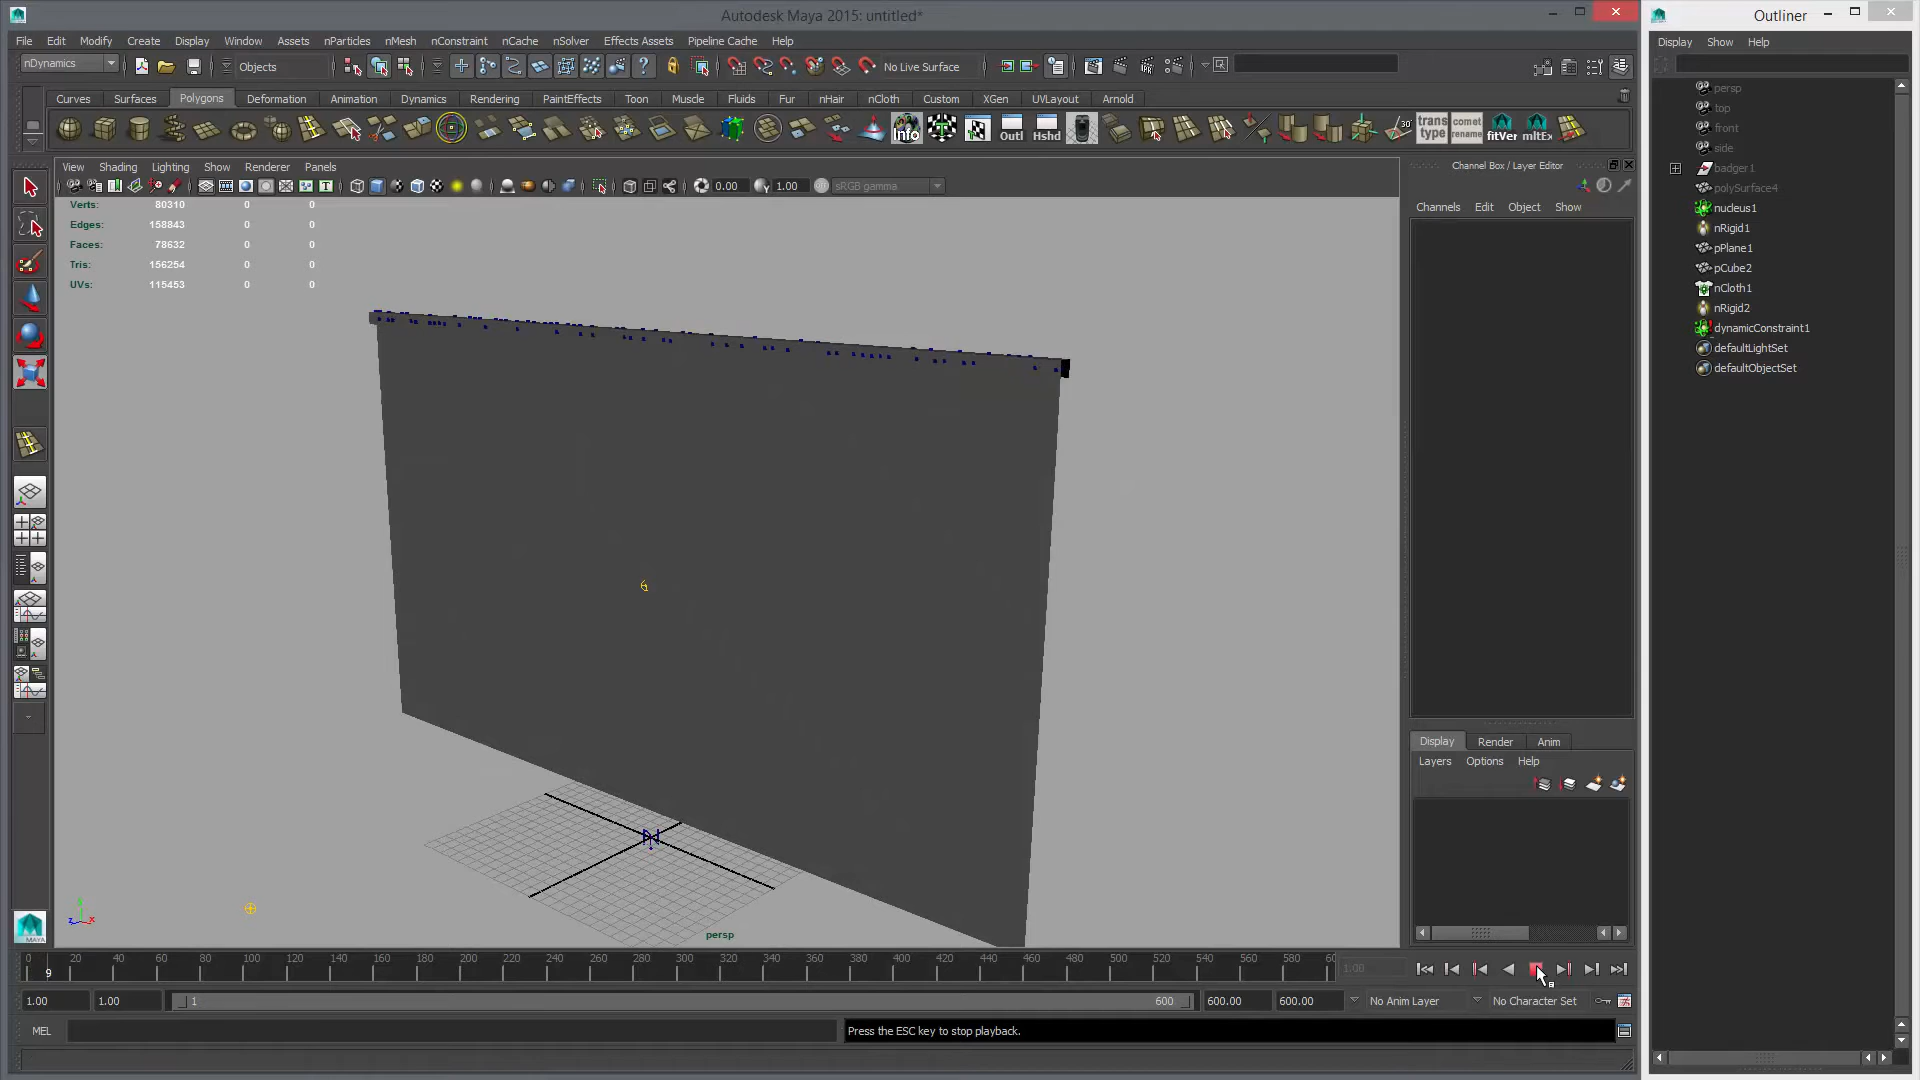 Autodesk Maya 2015: untitled*
Outliner
File Edit Modify Create Display Window Assets nParticles nMesh nConstraint nCache nSolver Effects Assets Pipeline Cache Help
Display Show Help
nDynamics Objects No Live Surface
Curves Surfaces Polygons Deformation Animation Dynamics Rendering PaintEffects Toon Muscle Fluids Fur nHair nCloth Custom XGen UVLayout Arnold
Info Outl Hshd 30° trans type comet rename fitVer mltEx
View Shading Lighting Show Renderer Panels
0.00 1.00 sRGB gamma
Verts: 80310 0 0
Edges: 158843 0 0
Faces: 78632 0 0
Tris: 156254 0 0
UVs: 115453 0 0
persp
Channel Box / Layer Editor
Channels Edit Object Show
persp
top
front
side
badger1
polySurface4
nucleus1
nRigid1
pPlane1
pCube2
nCloth1
nRigid2
dynamicConstraint1
defaultLightSet
defaultObjectSet
Display Render Anim
Layers Options Help
0 20 40 60 80 100 120 140 160 180 200 220 240 260 280 300 320 340 360 380 400 420 440 460 480 500 520 540 560 580 60
9
1.00
1.00 1.00 1 600 600.00 600.00 No Anim Layer No Character Set
MEL
Press the ESC key to stop playback.
MAYA